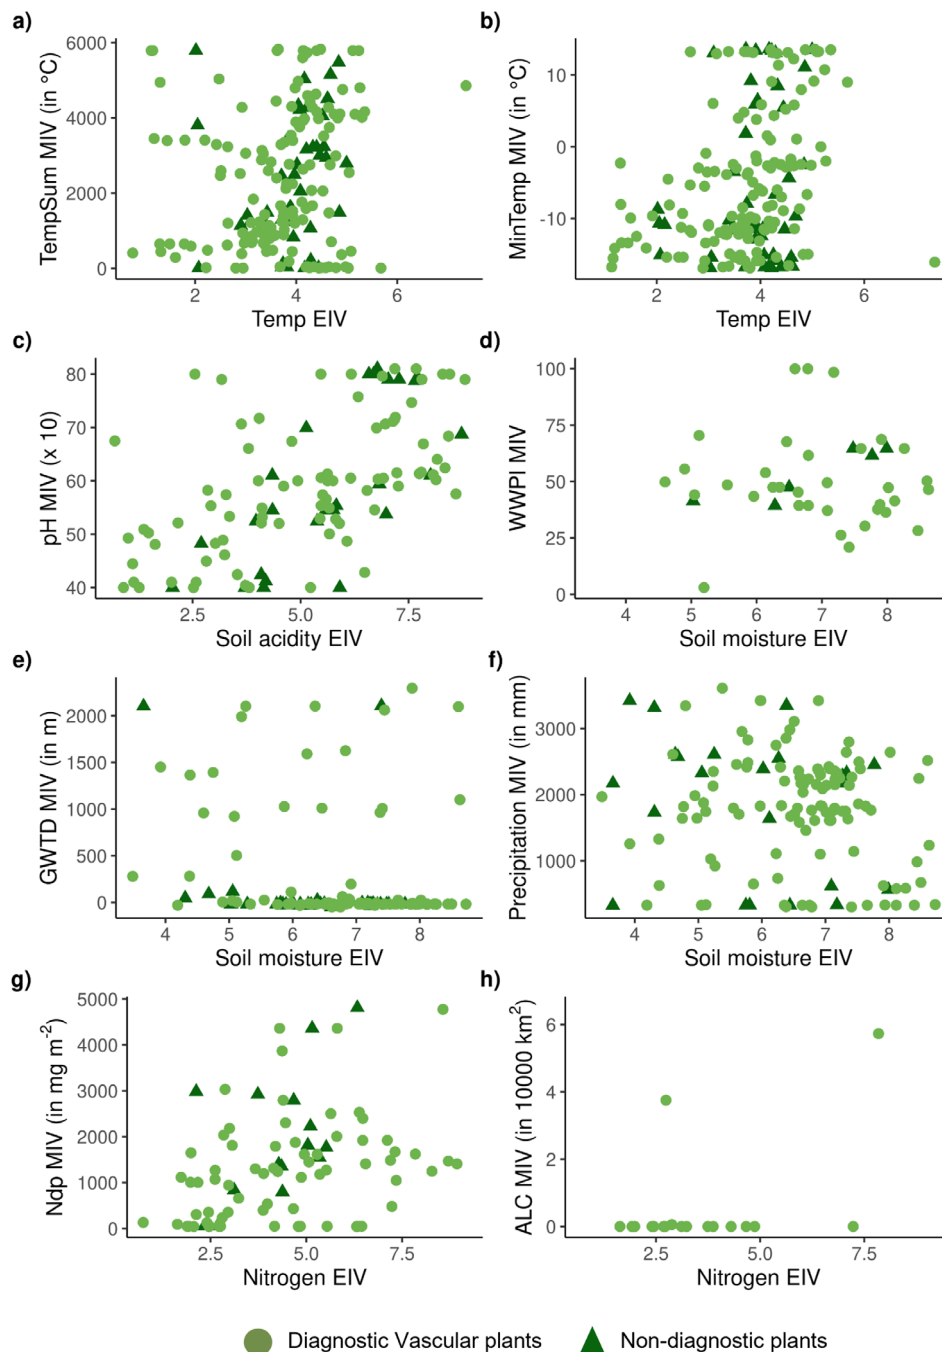 a)
TempSum MIV (in °C)
6000
4000
2000
0
2 4 6
Temp EIV
b)
MinTemp MIV (in °C)
10
0
-10
2 4 6
Temp EIV
c)
pH MIV (x 10)
80
70
60
50
40
2.5 5.0 7.5
Soil acidity EIV
d)
WWPI MIV
100
75
50
25
0
4 5 6 7 8
Soil moisture EIV
e)
GWTD MIV (in m)
2000
1500
1000
500
0
4 5 6 7 8
Soil moisture EIV
f)
Precipitation MIV (in mm)
3000
2000
1000
4 5 6 7 8
Soil moisture EIV
g)
Ndp MIV (in mg m⁻²)
5000
4000
3000
2000
1000
0
2.5 5.0 7.5
Nitrogen EIV
h)
ALC MIV (in 10000 km²)
6
4
2
0
2.5 5.0 7.5
Nitrogen EIV
Diagnostic Vascular plants Non-diagnostic plants